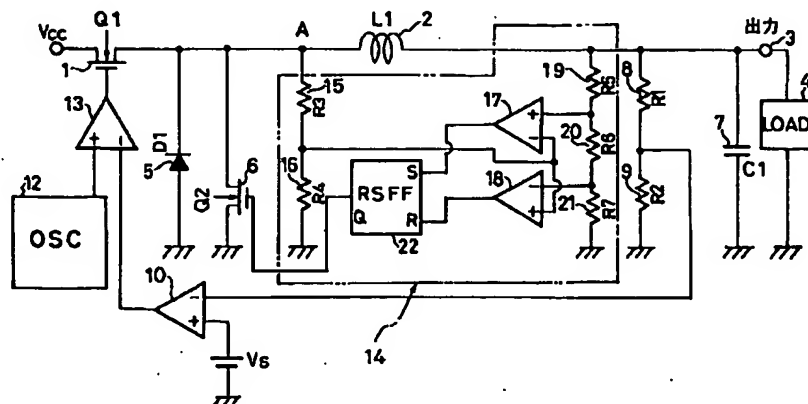 Vcc
Q1
1
A
L1
2
出力
3
13
+
-
D1
5
6
Q2
15
R3
16
R4
17
+
-
18
-
+
19
R5
20
R6
21
R7
8
R1
9
R2
7
C1
4
LOAD
12
OSC
RSFF
S
Q
R
22
10
-
+
Vs
14